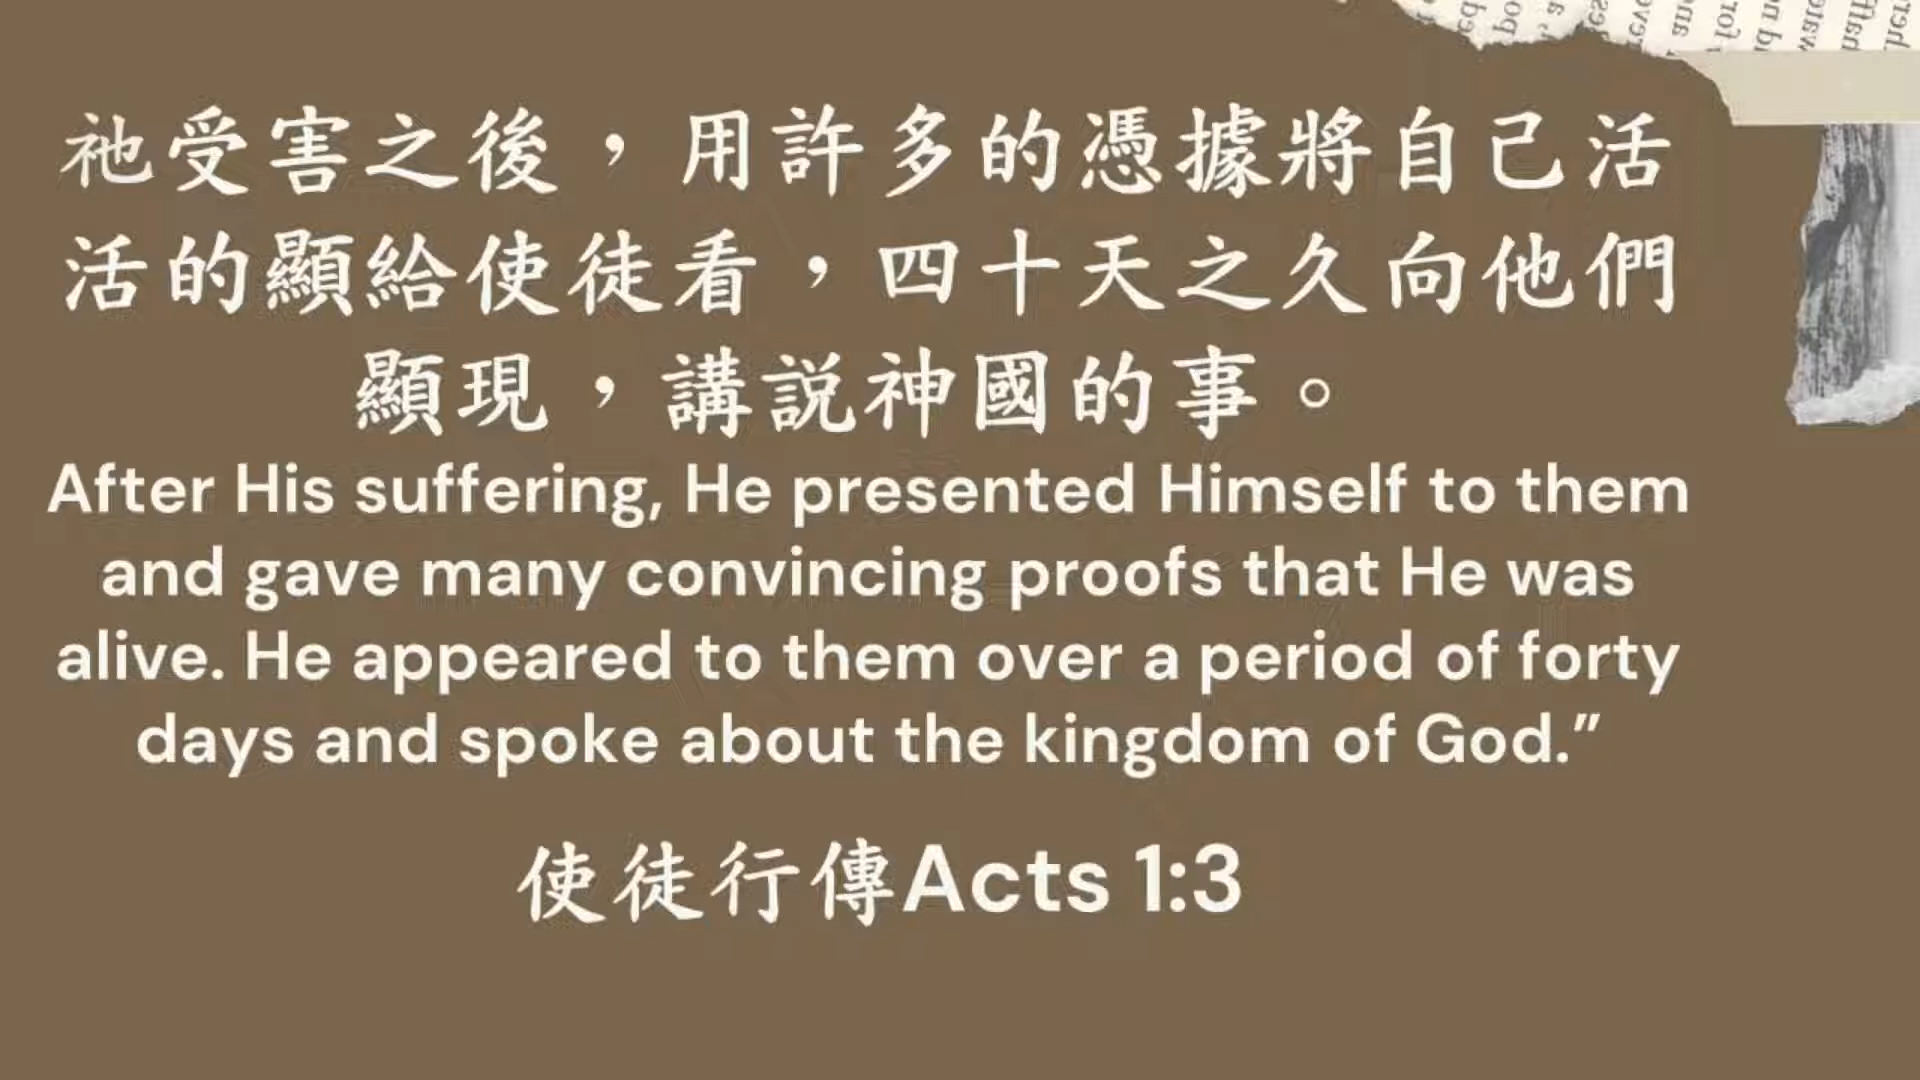 祂受害之後，用許多的憑據將自己活
活的顯給使徒看，四十天之久向他們
顯現，講説神國的事。
After His suffering, He presented Himself to them
and gave many convincing proofs that He was
alive. He appeared to them over a period of forty
days and spoke about the kingdom of God.”
使徒行傳Acts 1:3